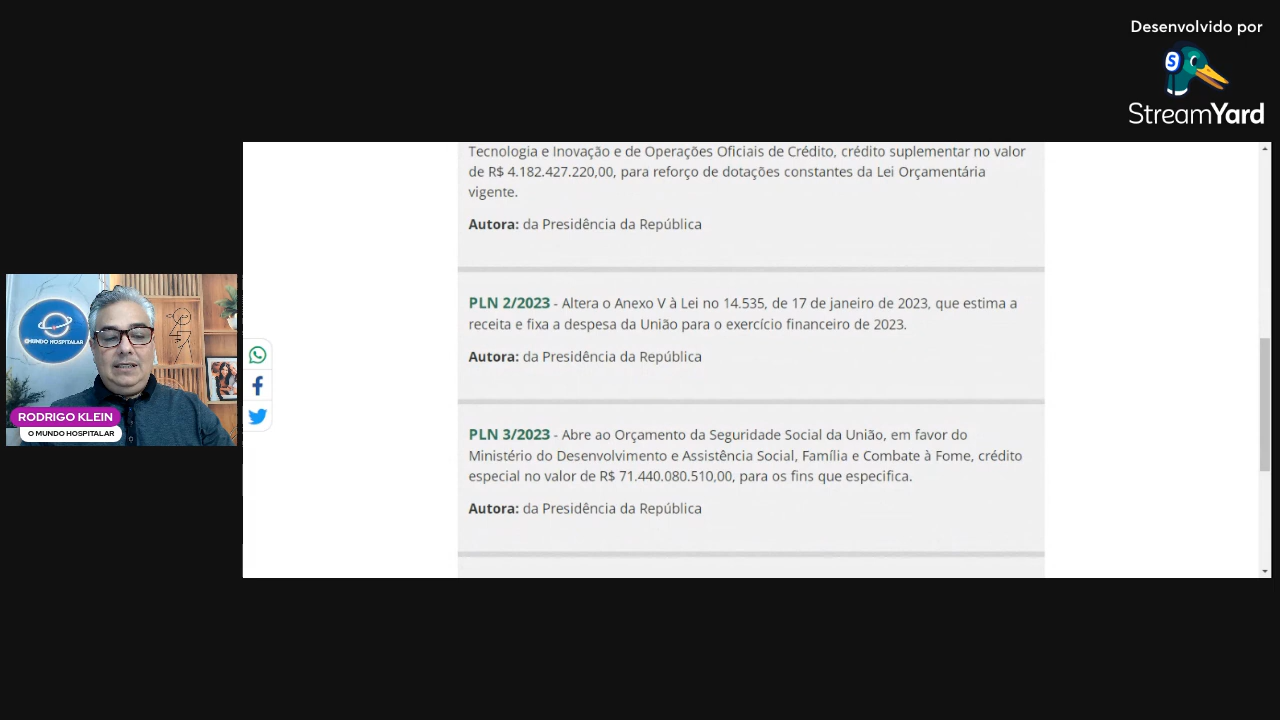 Desenvolvido por
StreamYard
Tecnologia e Inovação e de Operações Oficiais de Crédito, crédito suplementar no valor
de R$ 4.182.427.220,00, para reforço de dotações constantes da Lei Orçamentária
vigente.
Autora: da Presidência da República
PLN 2/2023 - Altera o Anexo V à Lei no 14.535, de 17 de janeiro de 2023, que estima a
receita e fixa a despesa da União para o exercício financeiro de 2023.
Autora: da Presidência da República
PLN 3/2023 - Abre ao Orçamento da Seguridade Social da União, em favor do
Ministério do Desenvolvimento e Assistência Social, Família e Combate à Fome, crédito
especial no valor de R$ 71.440.080.510,00, para os fins que especifica.
Autora: da Presidência da República
@MUNDO HOSPITALAR
RODRIGO KLEIN
O MUNDO HOSPITALAR